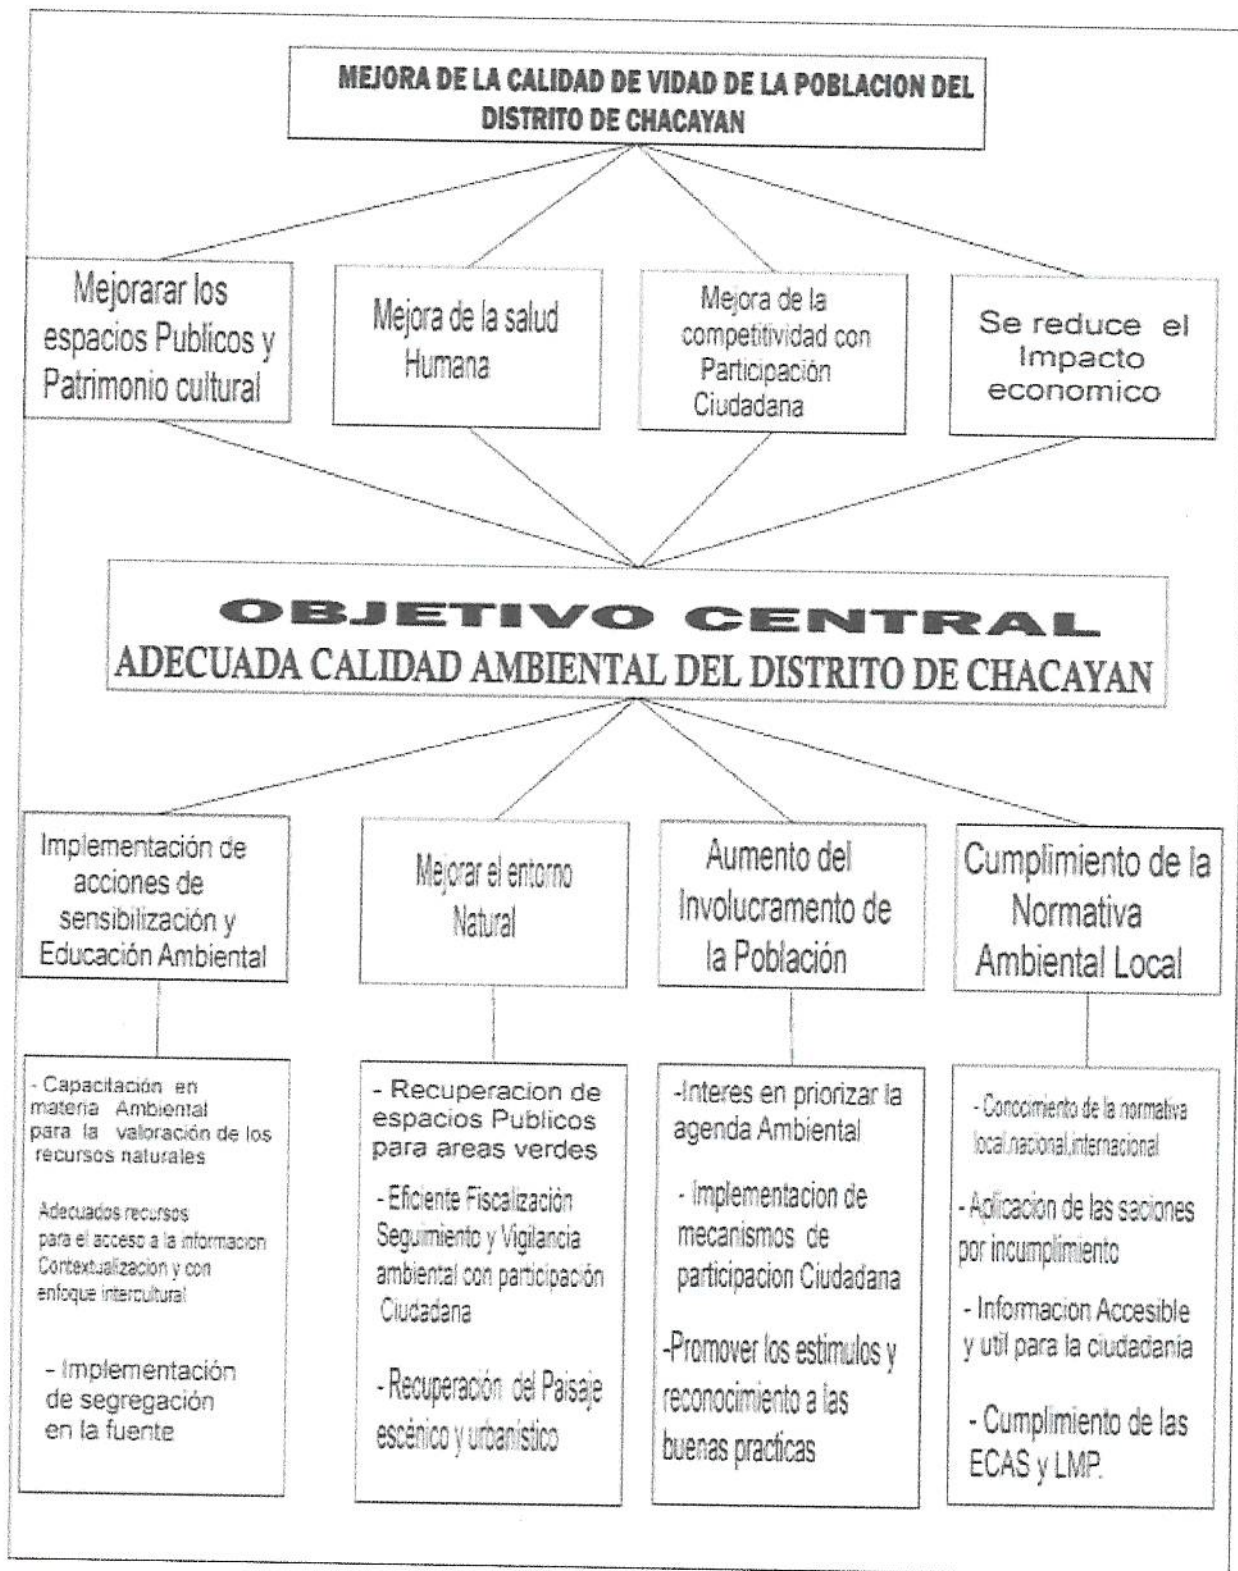 MEJORA DE LA CALIDAD DE VIDAD DE LA POBLACION DEL
DISTRITO DE CHACAYAN
Mejorarar los
espacios Publicos y
Patrimonio cultural
Mejora de la salud
Humana
Mejora de la
competitividad con
Participación
Ciudadana
Se reduce el
Impacto
economico
OBJETIVO CENTRAL
ADECUADA CALIDAD AMBIENTAL DEL DISTRITO DE CHACAYAN
Implementación de
acciones de
sensibilización y
Educación Ambiental
Mejorar el entorno
Natural
Aumento del
Involucramento de
la Población
Cumplimiento de la
Normativa
Ambiental Local
- Capacitación en
materia Ambiental
para la valoración de los
recursos naturales
Adecuados recursos
para el acceso a la informacion
Contextualizacion y con
enfoque intercultural
- Implementación
de segregación
en la fuente
- Recuperacion de
espacios Publicos
para areas verdes
- Eficiente Fiscalización
Seguimiento y Vigilancia
ambiental con participación
Ciudadana
- Recuperación del Paisaje
escénico y urbanístico
-Interes en priorizar la
agenda Ambiental
- Implementacion de
mecanismos de
participacion Ciudadana
-Promover los estimulos y
reconocimiento a las
buenas practicas
- Conocimiento de la normativa
local,nacional,internacional
- Aplicacion de las saciones
por incumplimiento
- Informacion Accesible
y util para la ciudadania
- Cumplimiento de las
ECAS y LMP.